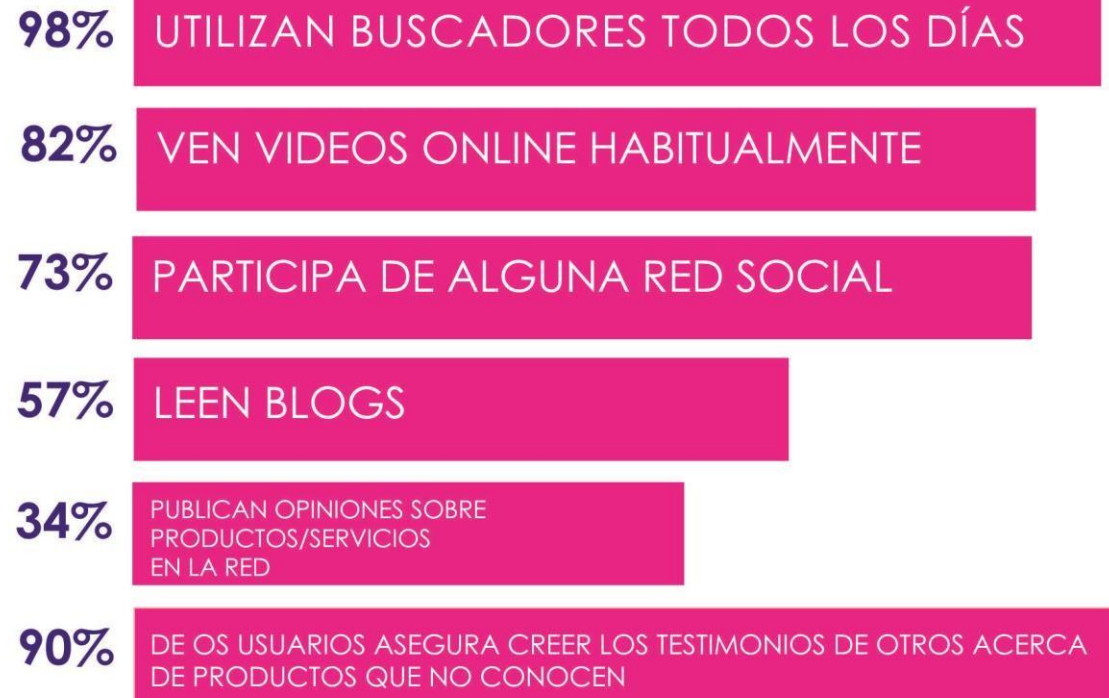 98% UTILIZAN BUSCADORES TODOS LOS DÍAS
82% VEN VIDEOS ONLINE HABITUALMENTE
73% PARTICIPA DE ALGUNA RED SOCIAL
57% LEEN BLOGS
34% PUBLICAN OPINIONES SOBRE
PRODUCTOS/SERVICIOS
EN LA RED
90% DE OS USUARIOS ASEGURA CREER LOS TESTIMONIOS DE OTROS ACERCA
DE PRODUCTOS QUE NO CONOCEN